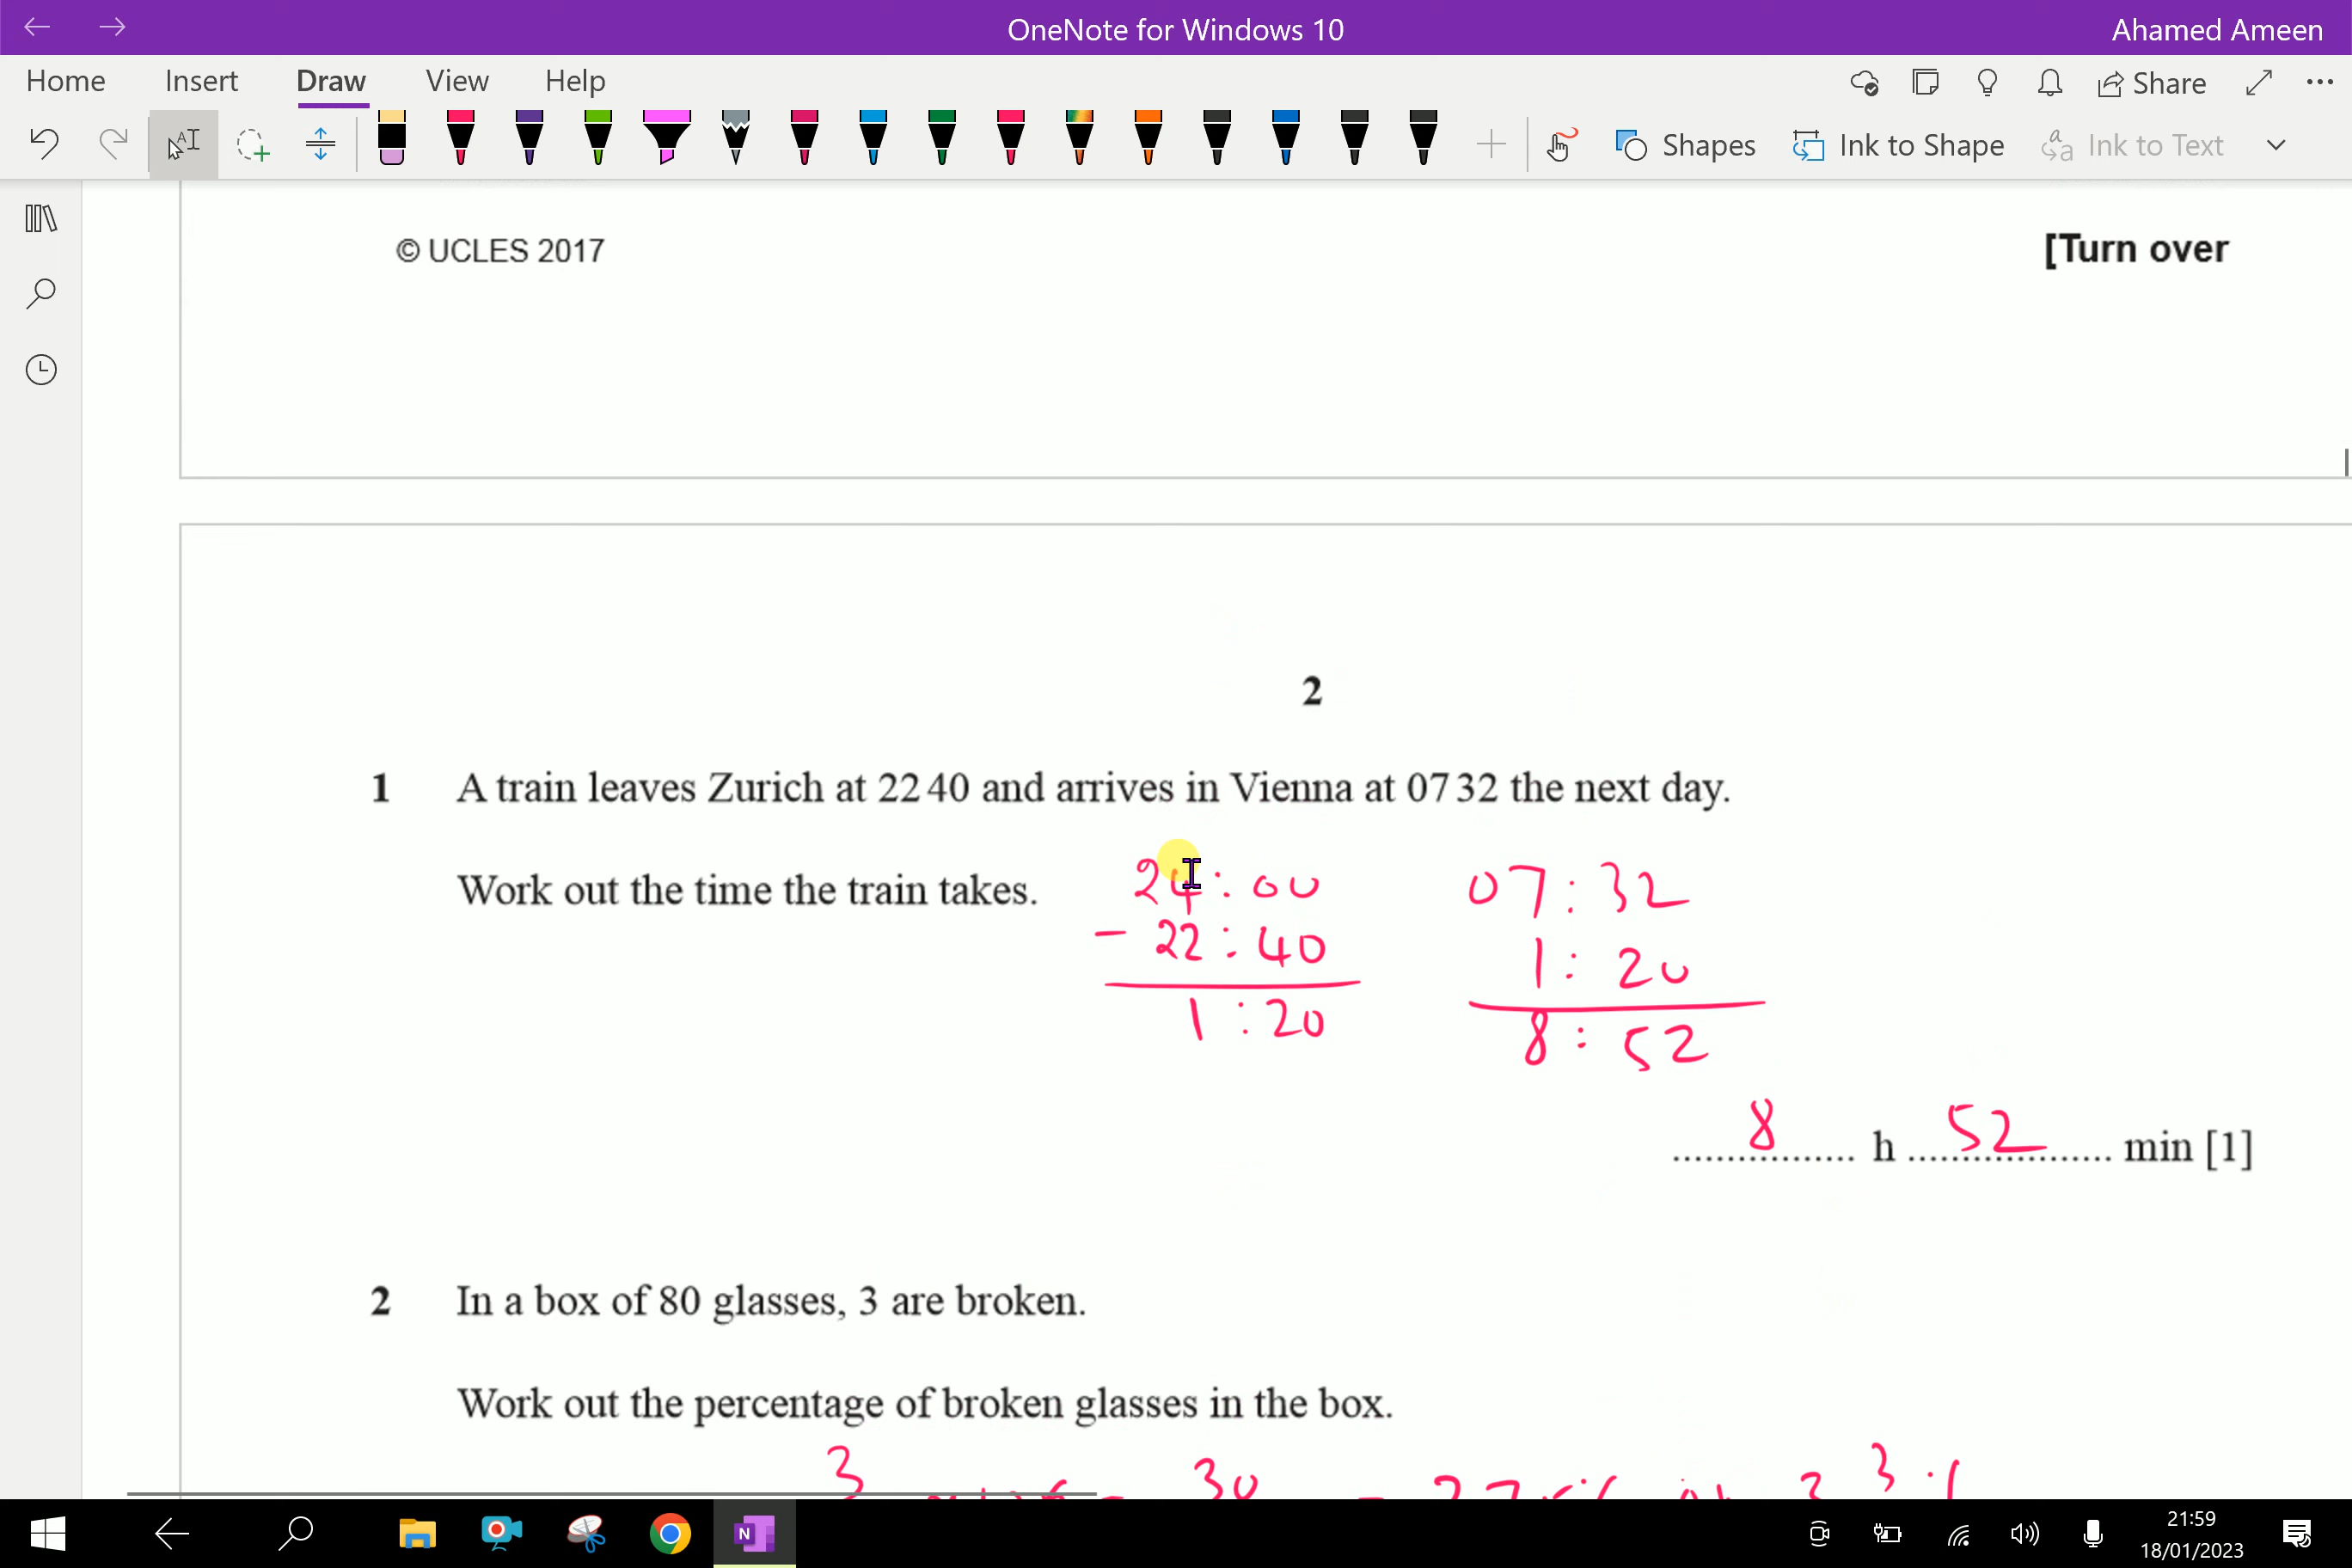 OneNote for Windows 10
Ahamed Ameen
Home Insert Draw View Help
Share
Shapes Ink to Shape Ink to Text
© UCLES 2017
[Turn over
2
1 A train leaves Zurich at 22 40 and arrives in Vienna at 07 32 the next day.
Work out the time the train takes.
24:00
- 22:40
1:20
07:32
1:20
8:52
8 h 52 min [1]
2 In a box of 80 glasses, 3 are broken.
Work out the percentage of broken glasses in the box.
3
30
21:59
18/01/2023